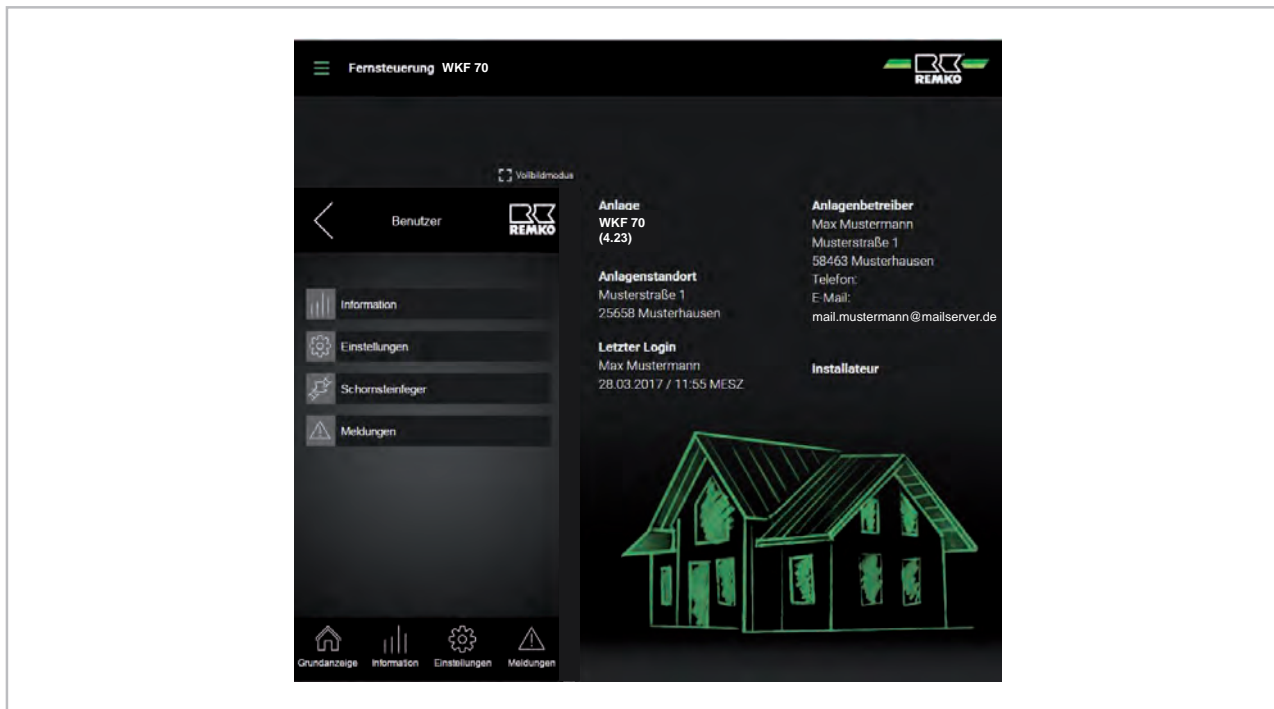 Fernsteuerung WKF 70
REMKO
Vollbildmodus
Benutzer
REMKO
Information
Einstellungen
Schornsteinfeger
Meldungen
Grundanzeige Information Einstellungen Meldungen
Anlage
WKF 70
(4.23)
Anlagenstandort
Musterstraße 1
25658 Musterhausen
Letzter Login
Max Mustermann
28.03.2017 / 11:55 MESZ
Anlagenbetreiber
Max Mustermann
Musterstraße 1
58463 Musterhausen
Telefon:
E-Mail:
mail.mustermann@mailserver.de
Installateur